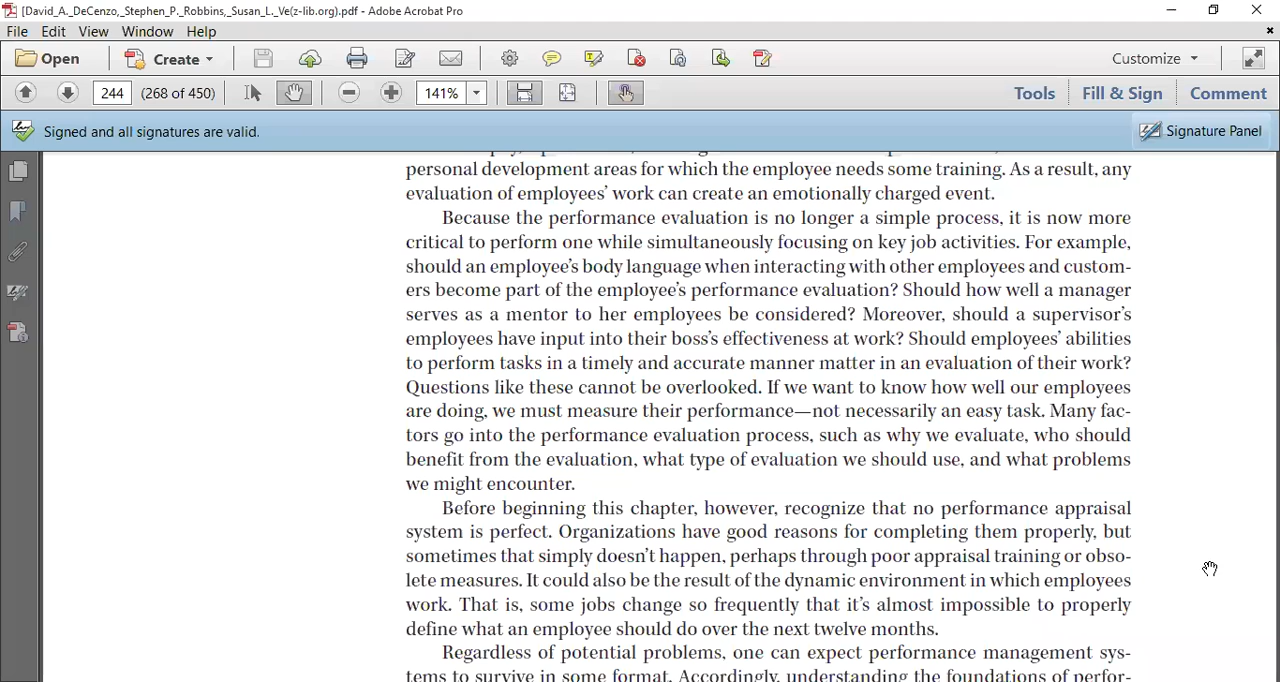 [David_A._DeCenzo,_Stephen_P._Robbins,_Susan_L._Ve(z-lib.org).pdf - Adobe Acrobat Pro
File Edit View Window Help
Open Create Customize
244 (268 of 450) 141% Tools Fill & Sign Comment
Signed and all signatures are valid. Signature Panel
personal development areas for which the employee needs some training. As a result, any
evaluation of employees' work can create an emotionally charged event.
Because the performance evaluation is no longer a simple process, it is now more
critical to perform one while simultaneously focusing on key job activities. For example,
should an employee's body language when interacting with other employees and custom-
ers become part of the employee's performance evaluation? Should how well a manager
serves as a mentor to her employees be considered? Moreover, should a supervisor's
employees have input into their boss's effectiveness at work? Should employees' abilities
to perform tasks in a timely and accurate manner matter in an evaluation of their work?
Questions like these cannot be overlooked. If we want to know how well our employees
are doing, we must measure their performance—not necessarily an easy task. Many fac-
tors go into the performance evaluation process, such as why we evaluate, who should
benefit from the evaluation, what type of evaluation we should use, and what problems
we might encounter.
Before beginning this chapter, however, recognize that no performance appraisal
system is perfect. Organizations have good reasons for completing them properly, but
sometimes that simply doesn't happen, perhaps through poor appraisal training or obso-
lete measures. It could also be the result of the dynamic environment in which employees
work. That is, some jobs change so frequently that it's almost impossible to properly
define what an employee should do over the next twelve months.
Regardless of potential problems, one can expect performance management sys-
tems to survive in some format. Accordingly, understanding the foundations of perfor-